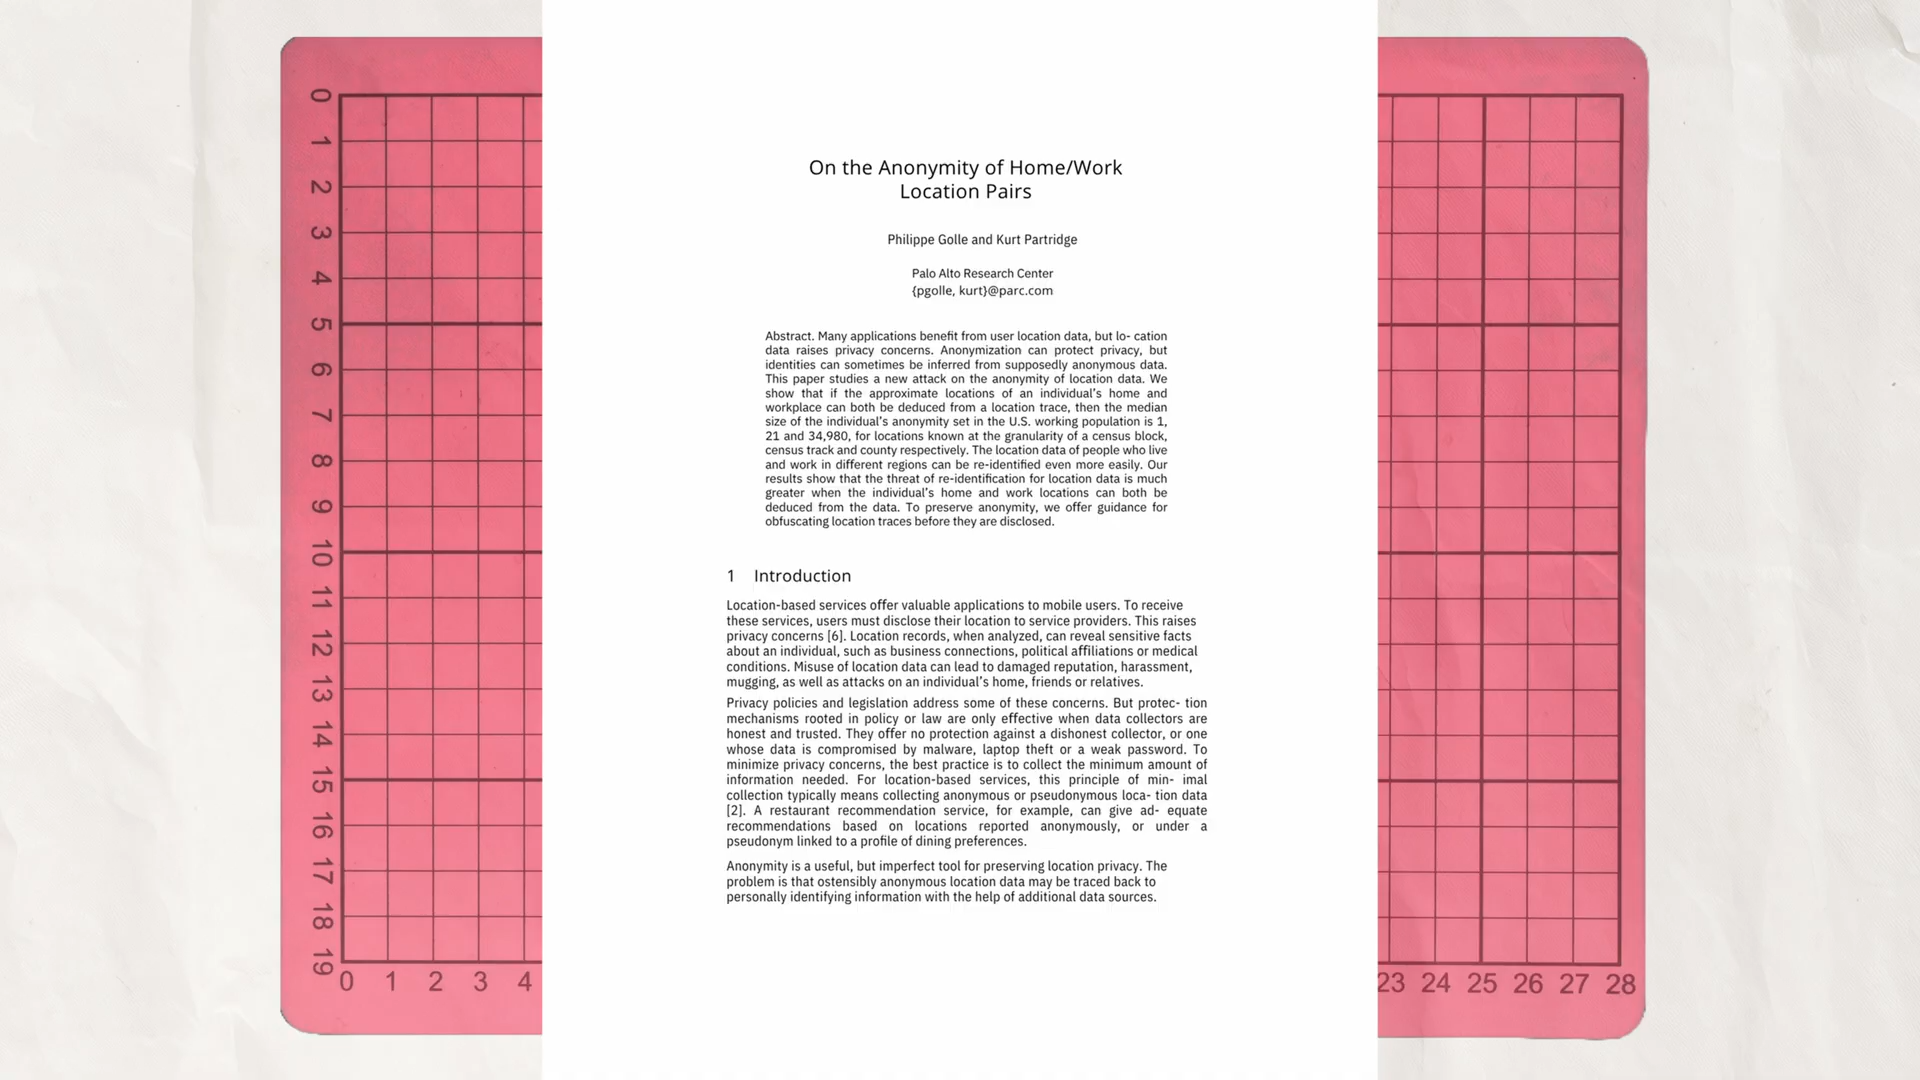 On the Anonymity of Home/Work
Location Pairs
Philippe Golle and Kurt Partridge
Palo Alto Research Center
{pgolle, kurt}@parc.com
Abstract. Many applications benefit from user location data, but lo- cation
data raises privacy concerns. Anonymization can protect privacy, but
identities can sometimes be inferred from supposedly anonymous data.
This paper studies a new attack on the anonymity of location data. We
show that if the approximate locations of an individual's home and
workplace can both be deduced from a location trace, then the median
size of the individual's anonymity set in the U.S. working population is 1,
21 and 34,980, for locations known at the granularity of a census block,
census track and county respectively. The location data of people who live
and work in different regions can be re-identified even more easily. Our
results show that the threat of re-identification for location data is much
greater when the individual's home and work locations can both be
deduced from the data. To preserve anonymity, we offer guidance for
obfuscating location traces before they are disclosed.
1 Introduction
Location-based services offer valuable applications to mobile users. To receive
these services, users must disclose their location to service providers. This raises
privacy concerns [6]. Location records, when analyzed, can reveal sensitive facts
about an individual, such as business connections, political affiliations or medical
conditions. Misuse of location data can lead to damaged reputation, harassment,
mugging, as well as attacks on an individual's home, friends or relatives.
Privacy policies and legislation address some of these concerns. But protec- tion
mechanisms rooted in policy or law are only effective when data collectors are
honest and trusted. They offer no protection against a dishonest collector, or one
whose data is compromised by malware, laptop theft or a weak password. To
minimize privacy concerns, the best practice is to collect the minimum amount of
information needed. For location-based services, this principle of min- imal
collection typically means collecting anonymous or pseudonymous loca- tion data
[2]. A restaurant recommendation service, for example, can give ad- equate
recommendations based on locations reported anonymously, or under a
pseudonym linked to a profile of dining preferences.
Anonymity is a useful, but imperfect tool for preserving location privacy. The
problem is that ostensibly anonymous location data may be traced back to
personally identifying information with the help of additional data sources.
0
1
2
3
4
5
6
7
8
9
10
11
12
13
14
15
16
17
18
19
0 1 2 3 4
23 24 25 26 27 28